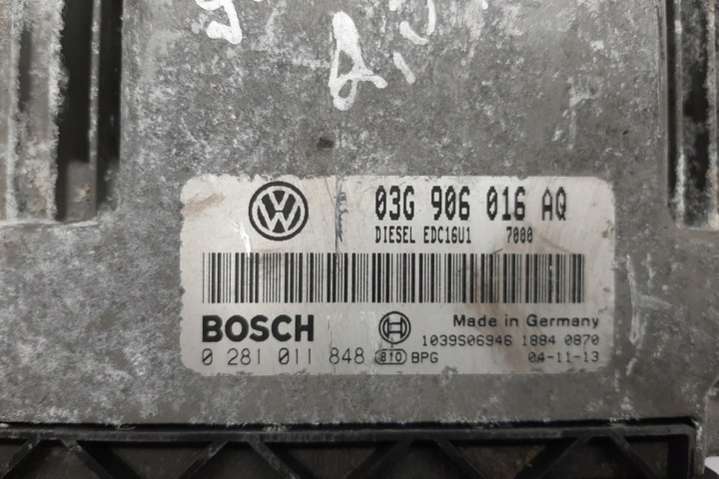 03G 906 016 AQ
DIESEL EDC16U1 7000
BOSCH
Made in Germany
1039S06946 1884 0870
0 281 011 848 810 BPG 04-11-13